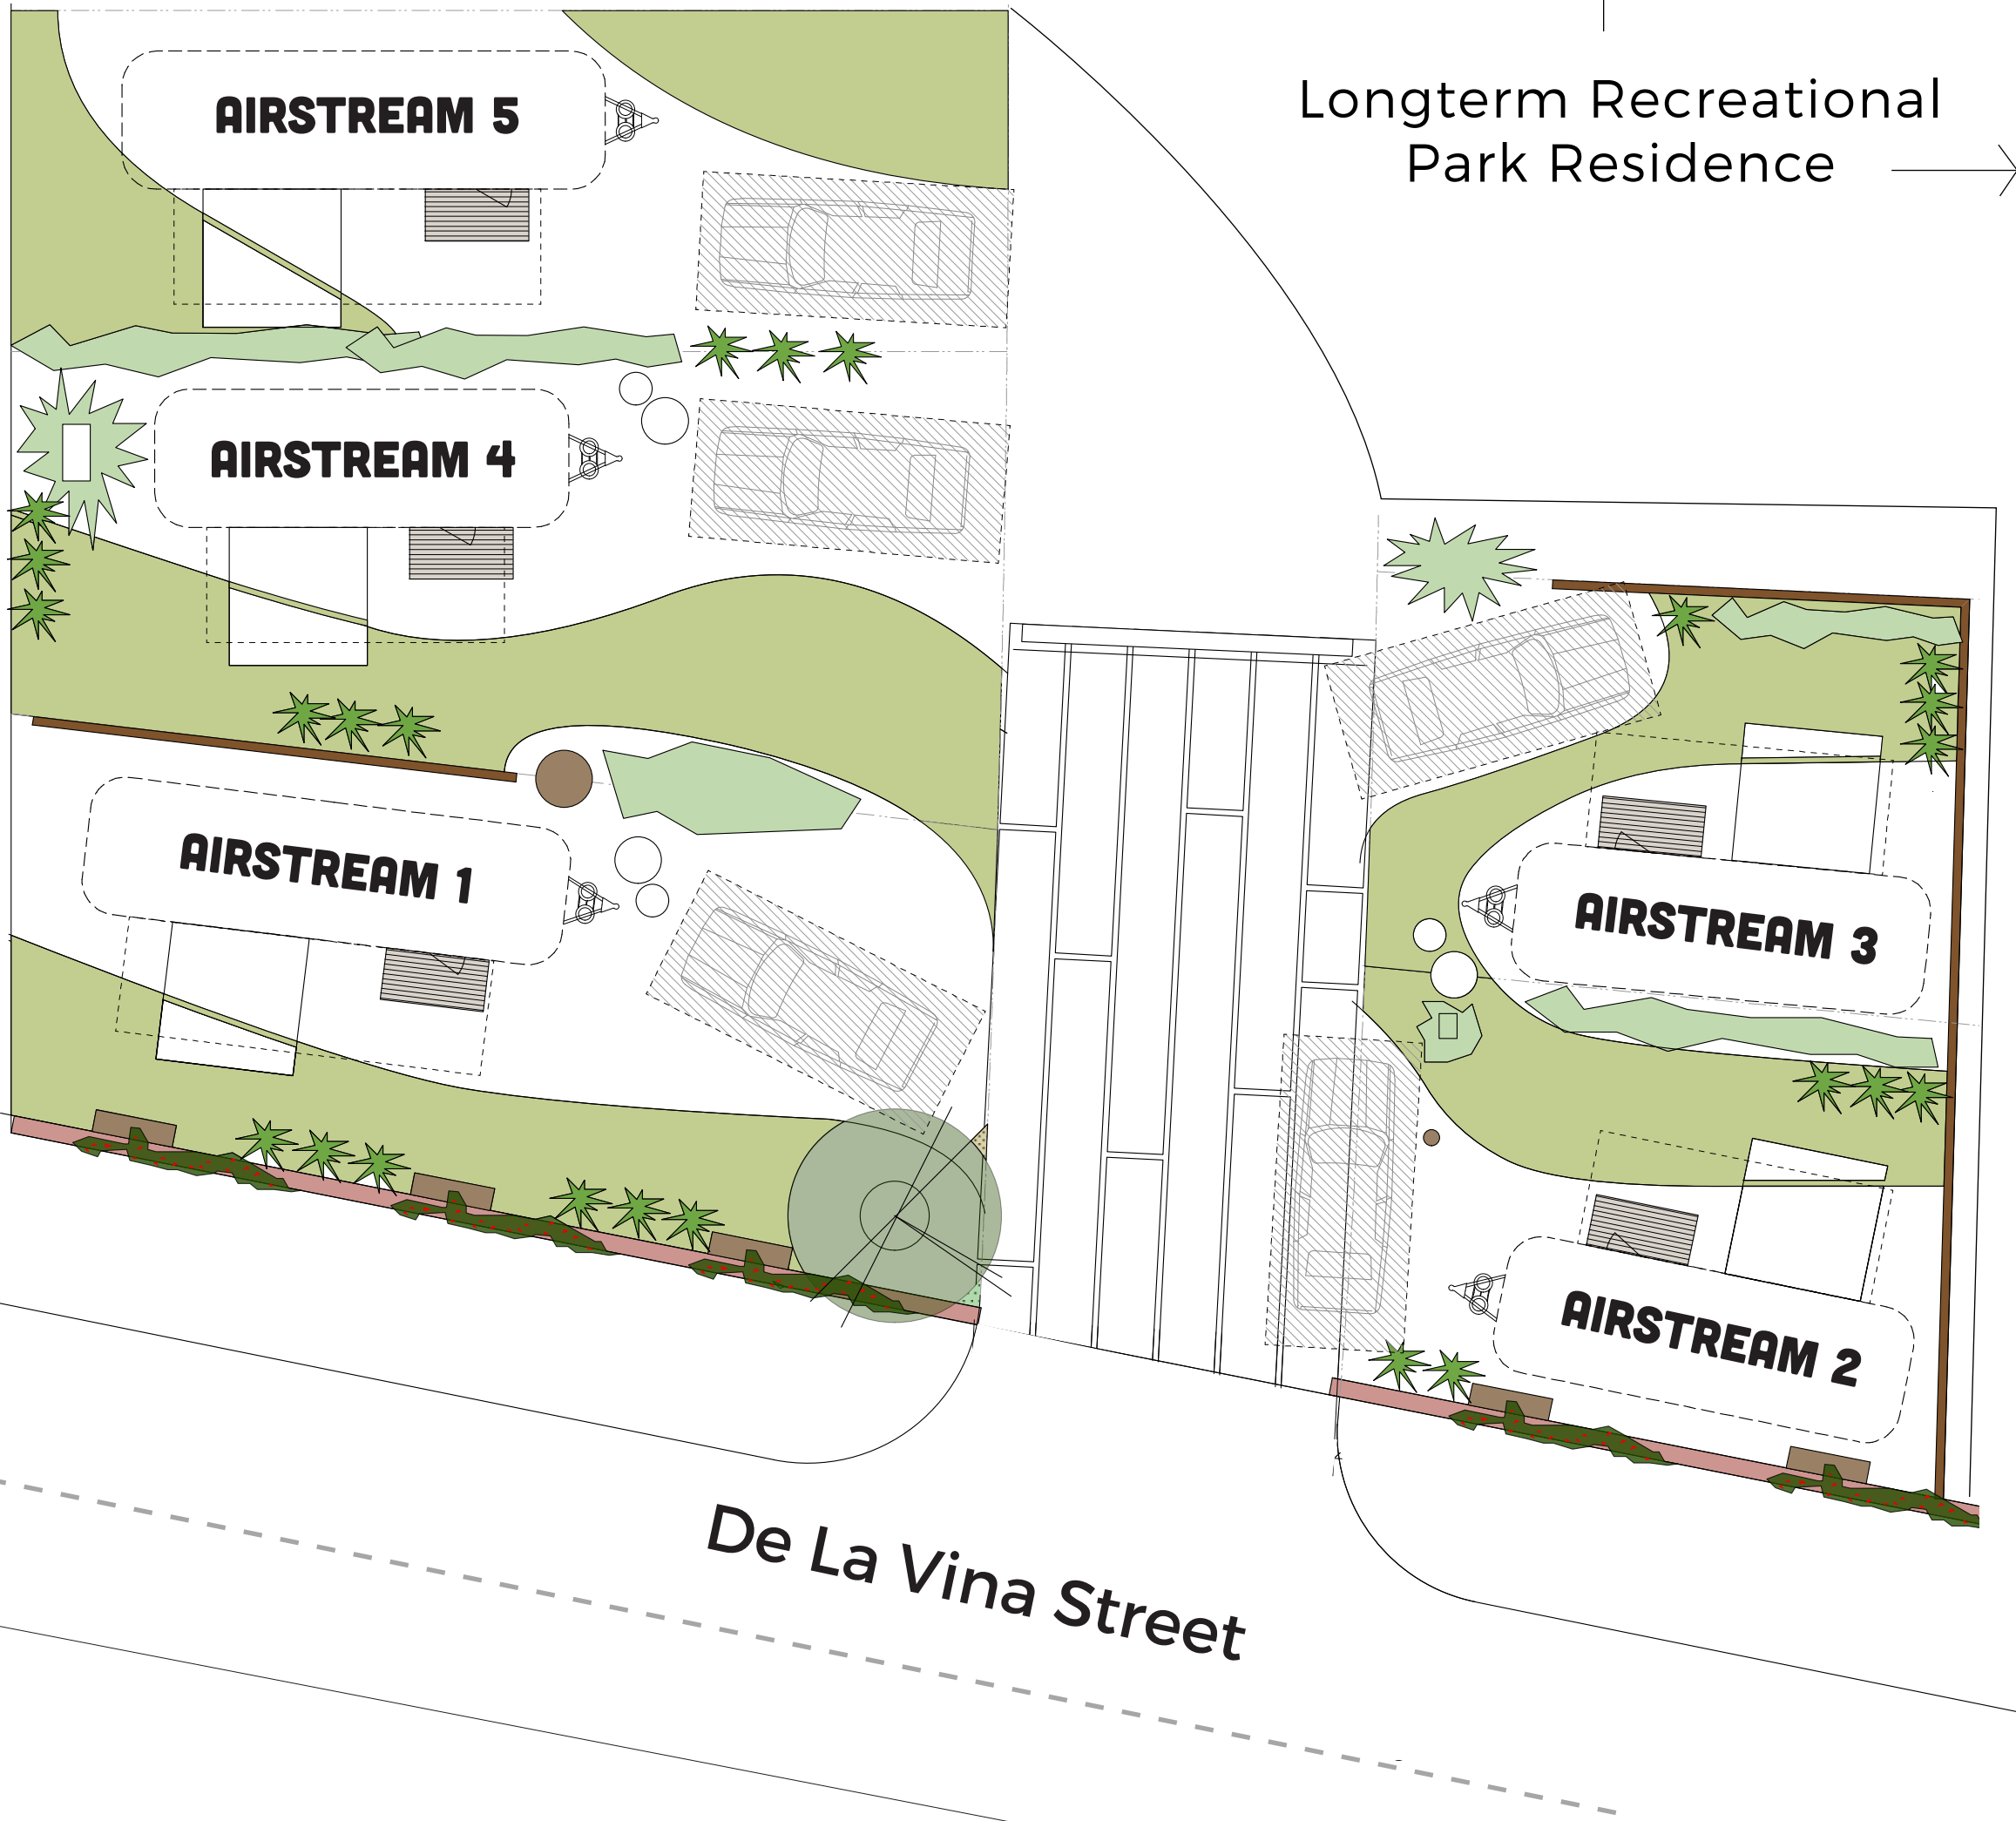 AIRSTREAM 5
Longterm Recreational
Park Residence
AIRSTREAM 4
AIRSTREAM 1
AIRSTREAM 3
AIRSTREAM 2
De La Vina Street